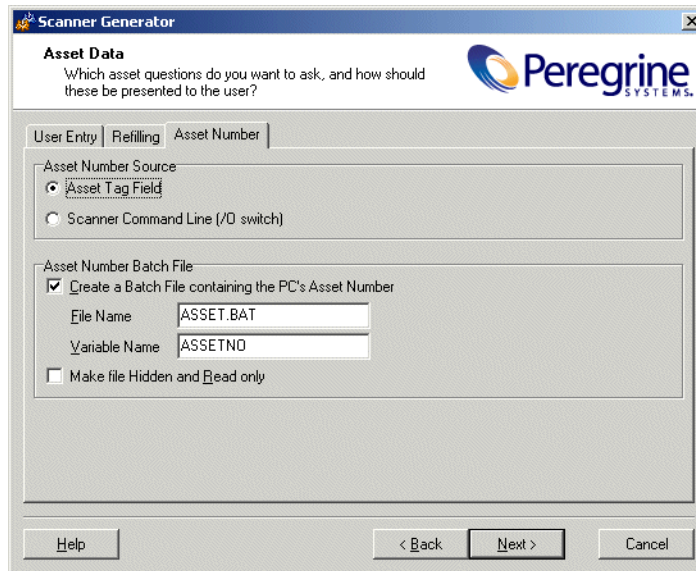 Scanner Generator
Asset Data
Which asset questions do you want to ask, and how should
these be presented to the user?
Peregrine
SYSTEMS.
User Entry
Refilling
Asset Number
Asset Number Source
Asset Tag Field
Scanner Command Line (/O switch)
Asset Number Batch File
Create a Batch File containing the PC's Asset Number
File Name
ASSET.BAT
Variable Name
ASSETNO
Make file Hidden and Read only
Help
< Back
Next >
Cancel